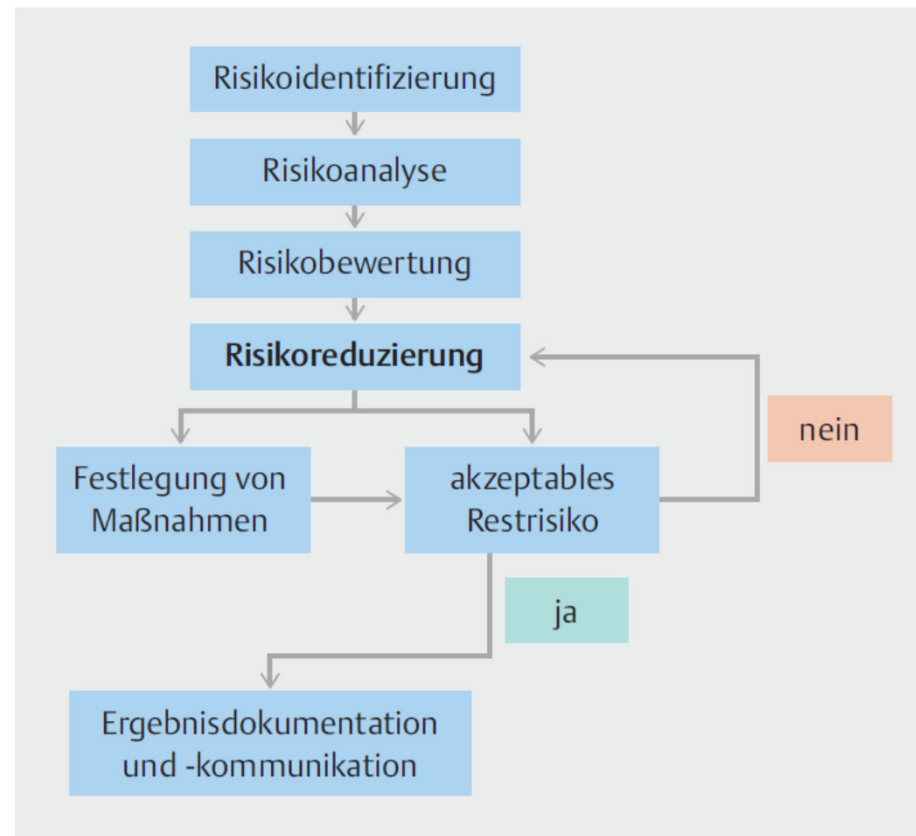 Risikoidentifizierung
Risikoanalyse
Risikobewertung
Risikoreduzierung
nein
Festlegung von
Maßnahmen
akzeptables
Restrisiko
ja
Ergebnisdokumentation
und -kommunikation